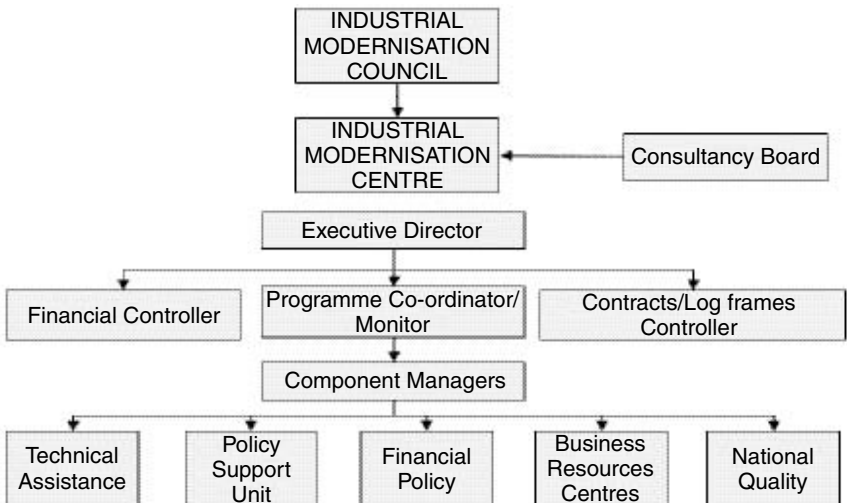 INDUSTRIAL
MODERNISATION
COUNCIL
INDUSTRIAL
MODERNISATION
CENTRE
Consultancy Board
Executive Director
Financial Controller
Programme Co-ordinator/
Monitor
Contracts/Log frames
Controller
Component Managers
Technical
Assistance
Policy
Support
Unit
Financial
Policy
Business
Resources
Centres
National
Quality